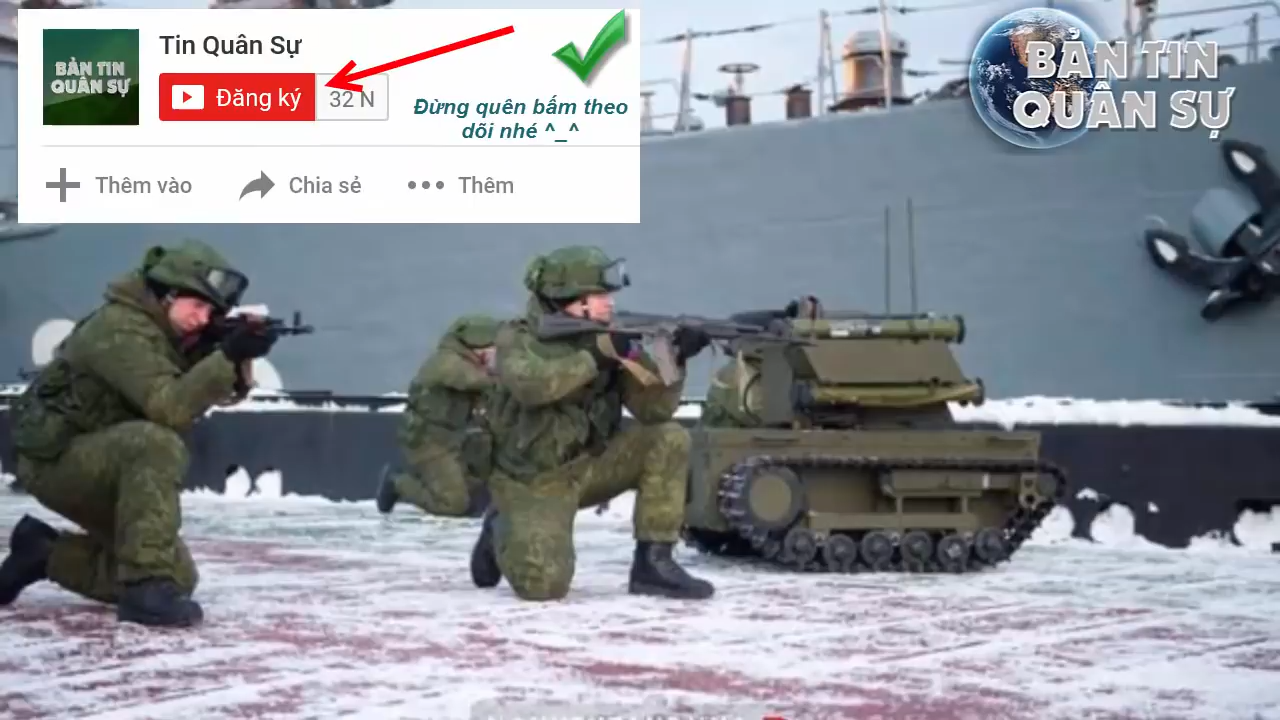 BẢN TIN
QUÂN SỰ
Tin Quân Sự
Đăng ký
32 N
Đừng quên bấm theo
dõi nhé ^_^
Thêm vào
Chia sẻ
Thêm
BẢN TIN
QUÂN SỰ